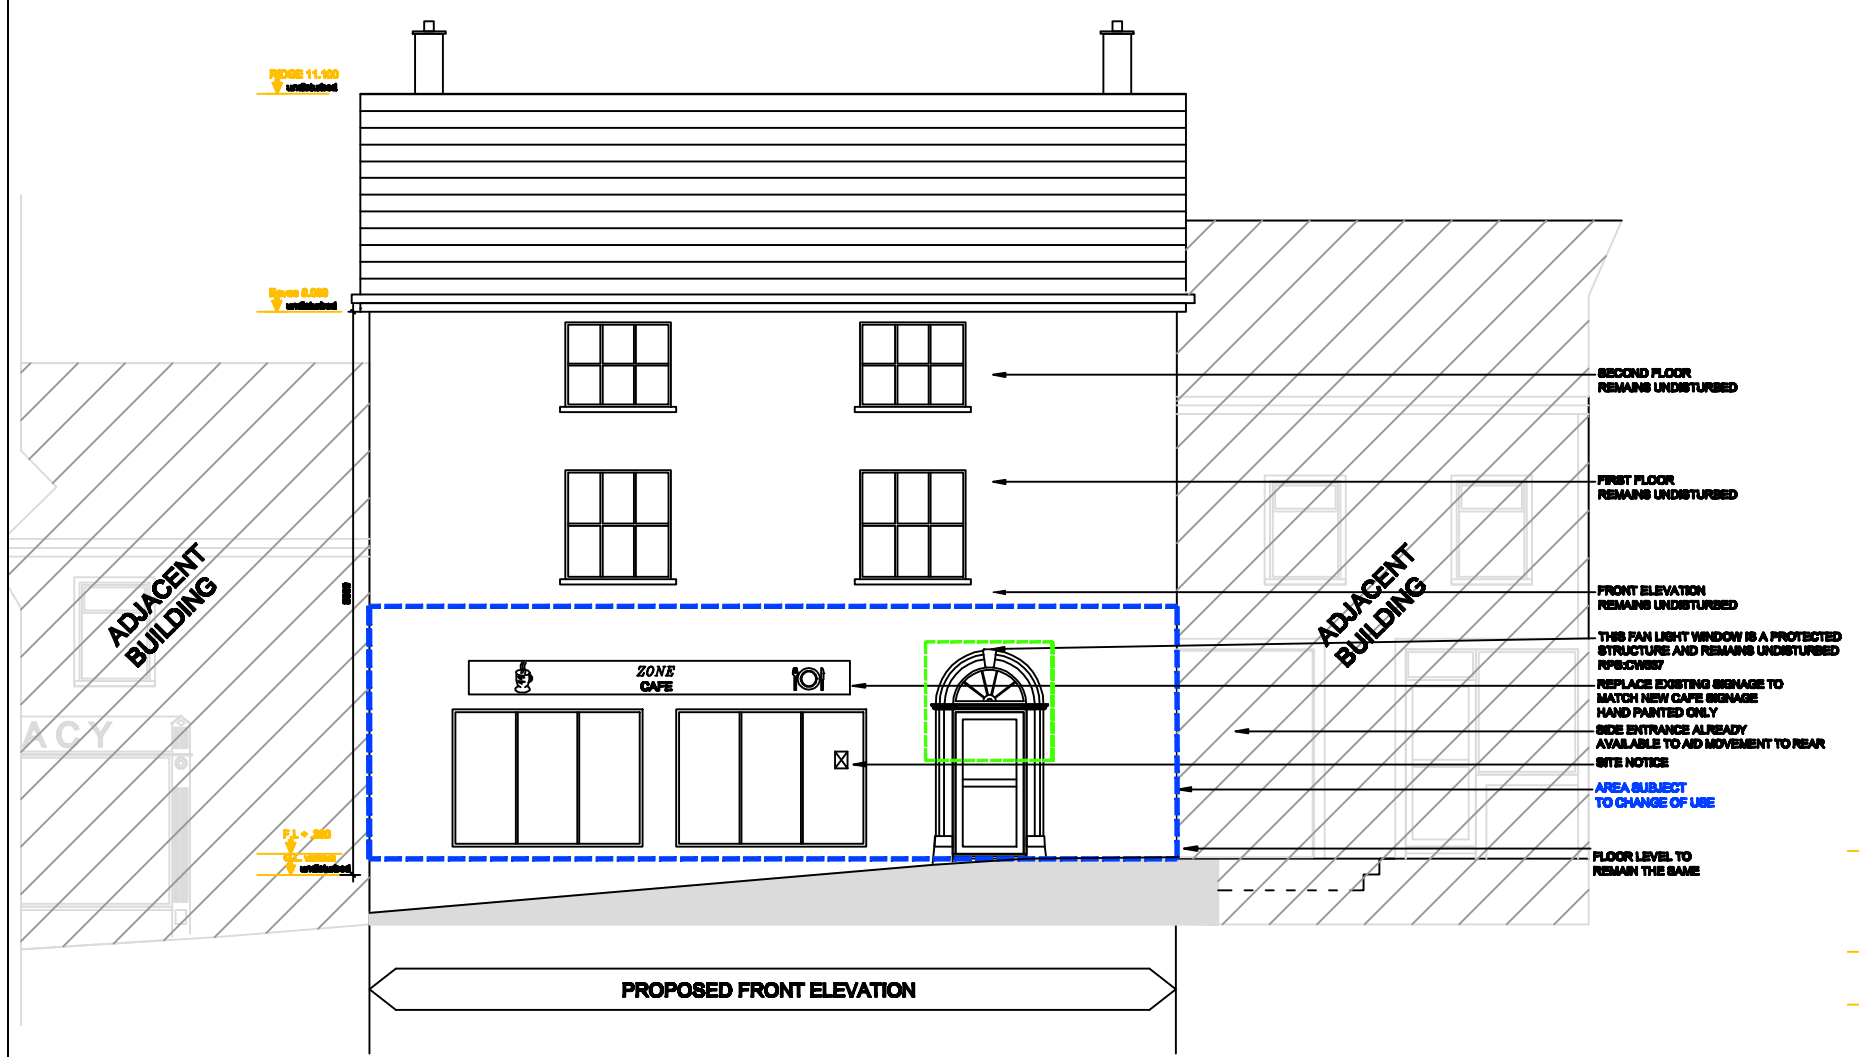 RIDGE 11.100
undisturbed
undisturbed
SECOND FLOOR
REMAINS UNDISTURBED
FIRST FLOOR
REMAINS UNDISTURBED
ADJACENT
BUILDING
ADJACENT
BUILDING
FRONT ELEVATION
REMAINS UNDISTURBED
THIS FAN LIGHT WINDOW IS A PROTECTED
STRUCTURE AND REMAINS UNDISTURBED
ZONE
CAFE
REPLACE EXISTING SIGNAGE TO
MATCH NEW CAFE SIGNAGE
HAND PAINTED ONLY
ACY
SIDE ENTRANCE ALREADY
AVAILABLE TO AID MOVEMENT TO REAR
SITE NOTICE
AREA SUBJECT
TO CHANGE OF USE
undisturbed
FLOOR LEVEL TO
REMAIN THE SAME
PROPOSED FRONT ELEVATION